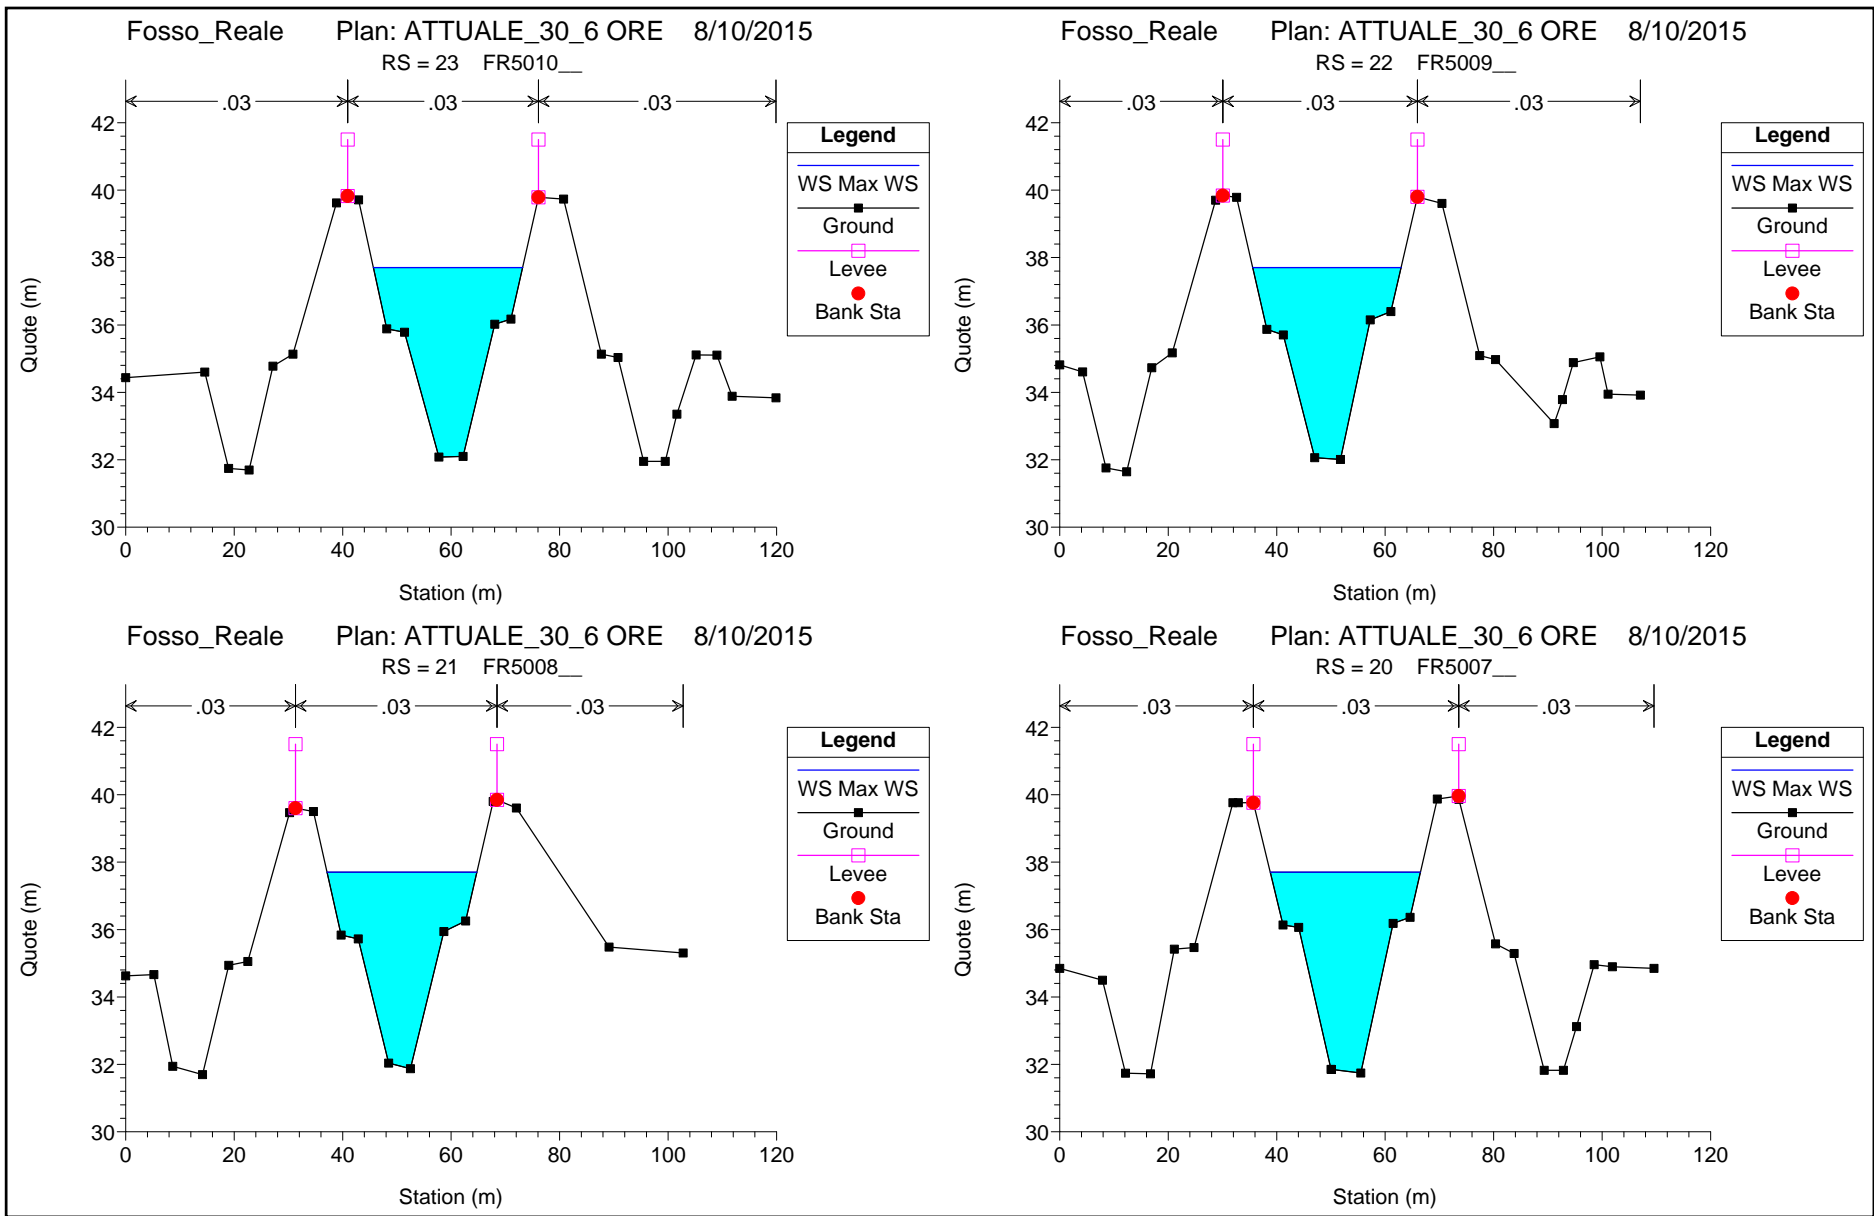 Fosso_Reale Plan: ATTUALE_30_6 ORE 8/10/2015
RS = 23 FR5010__
.03 .03 .03
42
40
38
36
34
32
30
0 20 40 60 80 100 120
Quote (m)
Station (m)
Legend
WS Max WS
Ground
Levee
Bank Sta
Fosso_Reale Plan: ATTUALE_30_6 ORE 8/10/2015
RS = 22 FR5009__
.03 .03 .03
42
40
38
36
34
32
30
0 20 40 60 80 100 120
Quote (m)
Station (m)
Legend
WS Max WS
Ground
Levee
Bank Sta
Fosso_Reale Plan: ATTUALE_30_6 ORE 8/10/2015
RS = 21 FR5008__
.03 .03 .03
42
40
38
36
34
32
30
0 20 40 60 80 100 120
Quote (m)
Station (m)
Legend
WS Max WS
Ground
Levee
Bank Sta
Fosso_Reale Plan: ATTUALE_30_6 ORE 8/10/2015
RS = 20 FR5007__
.03 .03 .03
42
40
38
36
34
32
30
0 20 40 60 80 100 120
Quote (m)
Station (m)
Legend
WS Max WS
Ground
Levee
Bank Sta